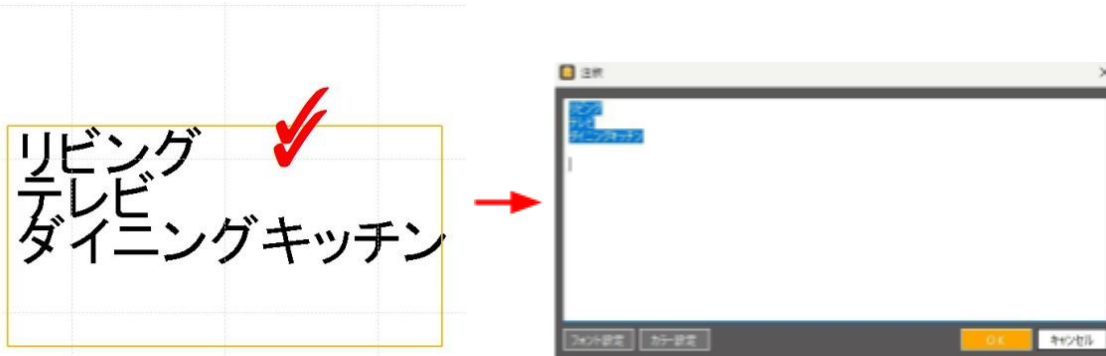 リビング
テレビ
ダイニングキッチン
注釈
リビング
テレビ
ダイニングキッチン
フォント設定
カラー設定
OK
キャンセル